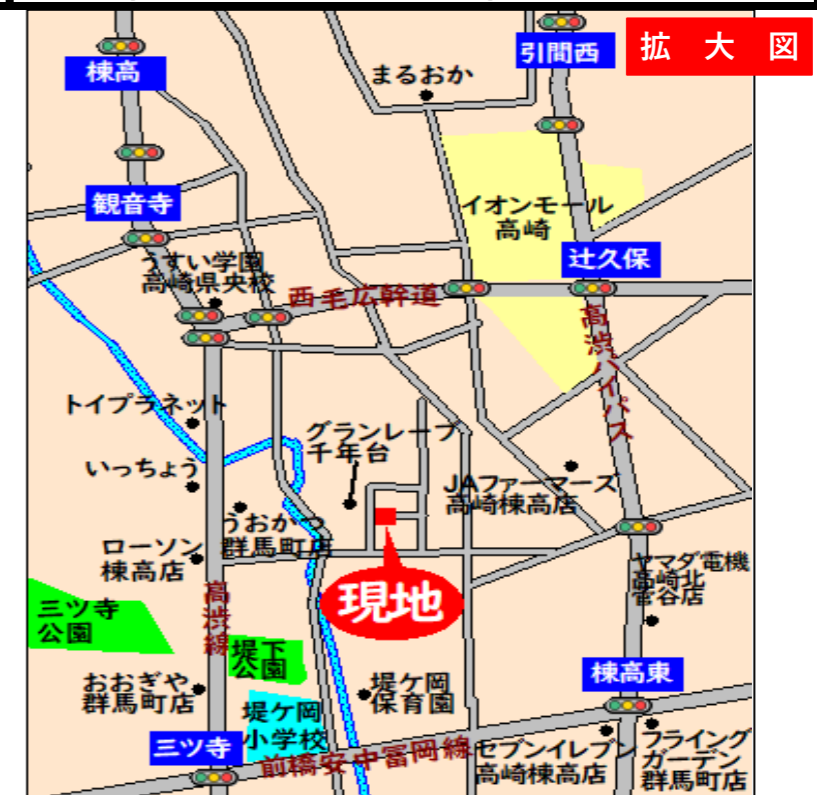 拡大図
引間西
棟高
まるおか
観音寺
イオンモール
高崎
辻久保
うすい学園
高崎県央校
西毛広幹道
高渋バイパス
トイプラネット
グランレーブ
千年台
いっちょう
JAファーマーズ
高崎棟高店
うおかつ
群馬町店
ローソン
棟高店
ヤマダ電機
高崎北
菅谷店
現地
高渋線
三ツ寺
公園
堤下
公園
棟高東
おおぎや
群馬町店
堤ケ岡
保育園
堤ケ岡
小学校
三ツ寺
前橋安中富岡線
セブンイレブン
高崎棟高店
フライング
ガーデン
群馬町店